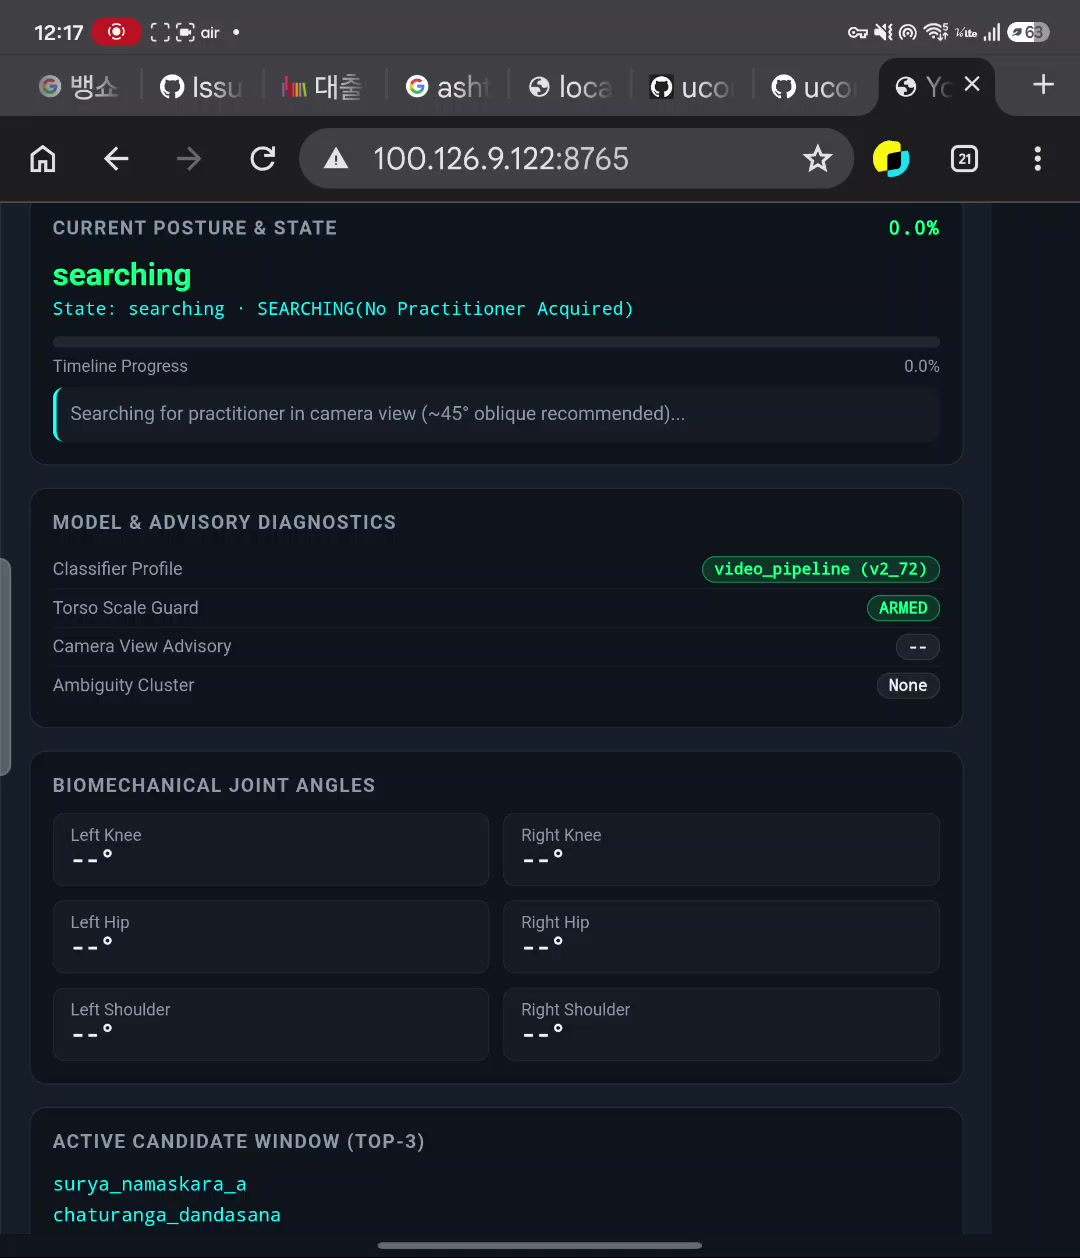 12:17 air
뱅쇼 Issu 대출 asht loca uco uco Yo
100.126.9.122:8765 21
CURRENT POSTURE & STATE 0.0%
searching
State: searching · SEARCHING(No Practitioner Acquired)
Timeline Progress 0.0%
Searching for practitioner in camera view (~45° oblique recommended)...
MODEL & ADVISORY DIAGNOSTICS
Classifier Profile video_pipeline (v2_72)
Torso Scale Guard ARMED
Camera View Advisory --
Ambiguity Cluster None
BIOMECHANICAL JOINT ANGLES
Left Knee Right Knee
--° --°
Left Hip Right Hip
--° --°
Left Shoulder Right Shoulder
--° --°
ACTIVE CANDIDATE WINDOW (TOP-3)
surya_namaskara_a
chaturanga_dandasana